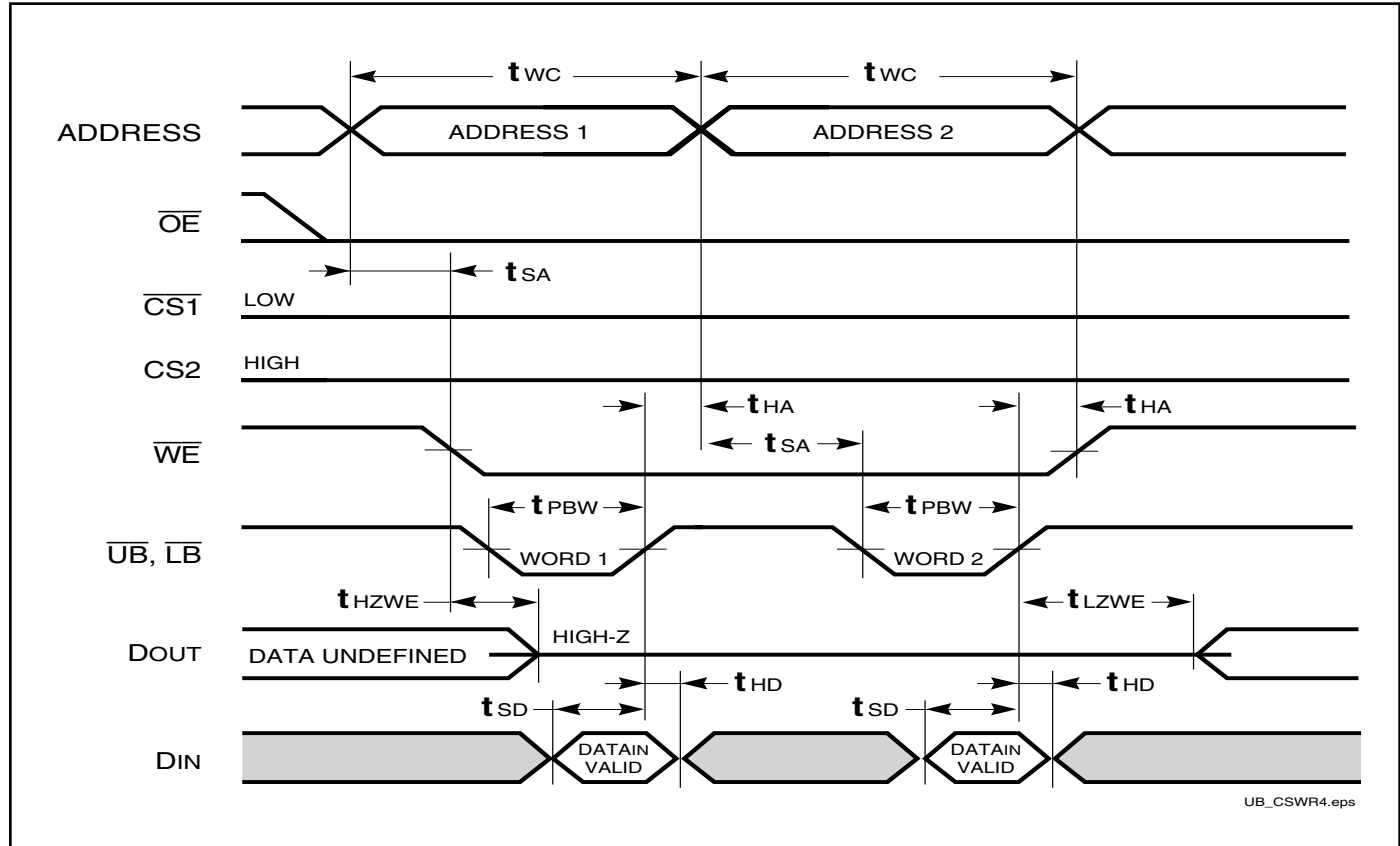 tWC tWC
ADDRESS ADDRESS 1 ADDRESS 2
OE
tSA
CS1 LOW
CS2 HIGH
tHA tHA
WE tSA
tPBW tPBW
UB, LB WORD 1 WORD 2
tHZWE tLZWE
DOUT DATA UNDEFINED HIGH-Z
tHD tHD
tSD tSD
DIN DATAIN VALID DATAIN VALID
UB_CSWR4.eps